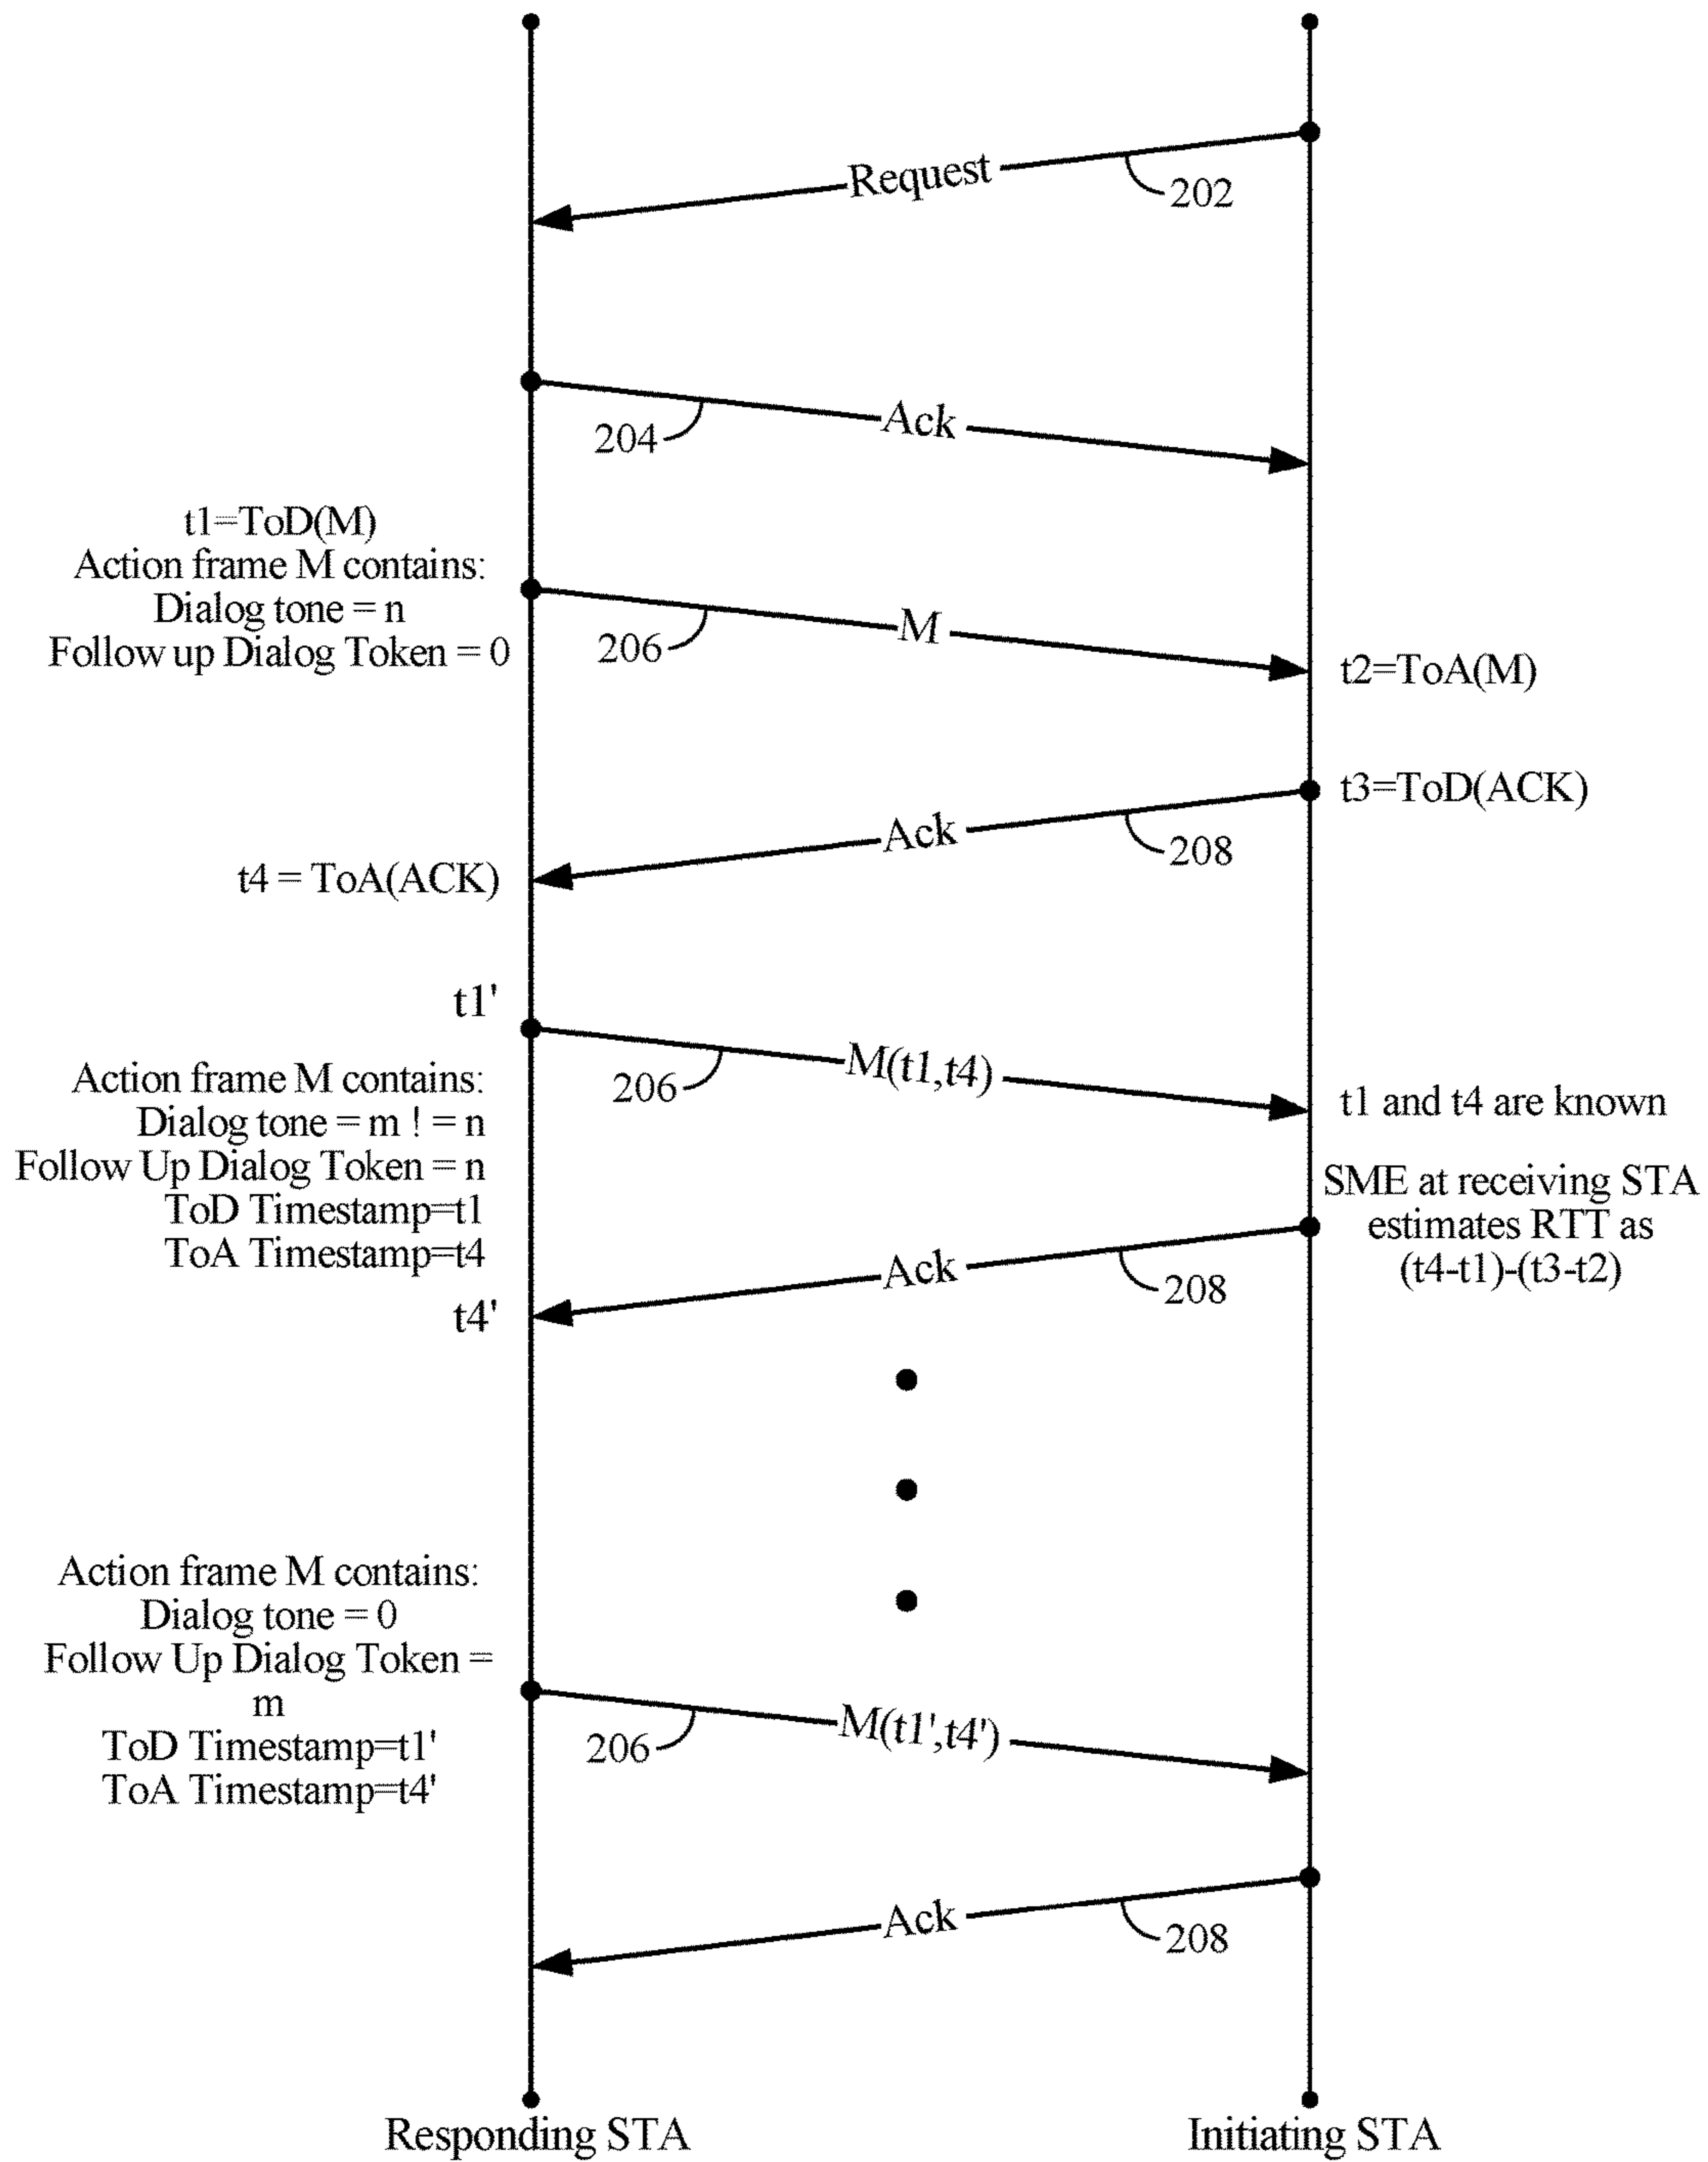 Request
202
Ack
204
t1=ToD(M)
Action frame M contains:
Dialog tone = n
Follow up Dialog Token = 0
M
206
t2=ToA(M)
t3=ToD(ACK)
Ack
208
t4 = ToA(ACK)
t1'
M(t1,t4)
206
Action frame M contains:
Dialog tone = m ! = n
Follow Up Dialog Token = n
ToD Timestamp=t1
ToA Timestamp=t4
t1 and t4 are known
SME at receiving STA
estimates RTT as
(t4-t1)-(t3-t2)
Ack
208
t4'
Action frame M contains:
Dialog tone = 0
Follow Up Dialog Token =
m
ToD Timestamp=t1'
ToA Timestamp=t4'
M(t1',t4')
206
Ack
208
Responding STA
Initiating STA